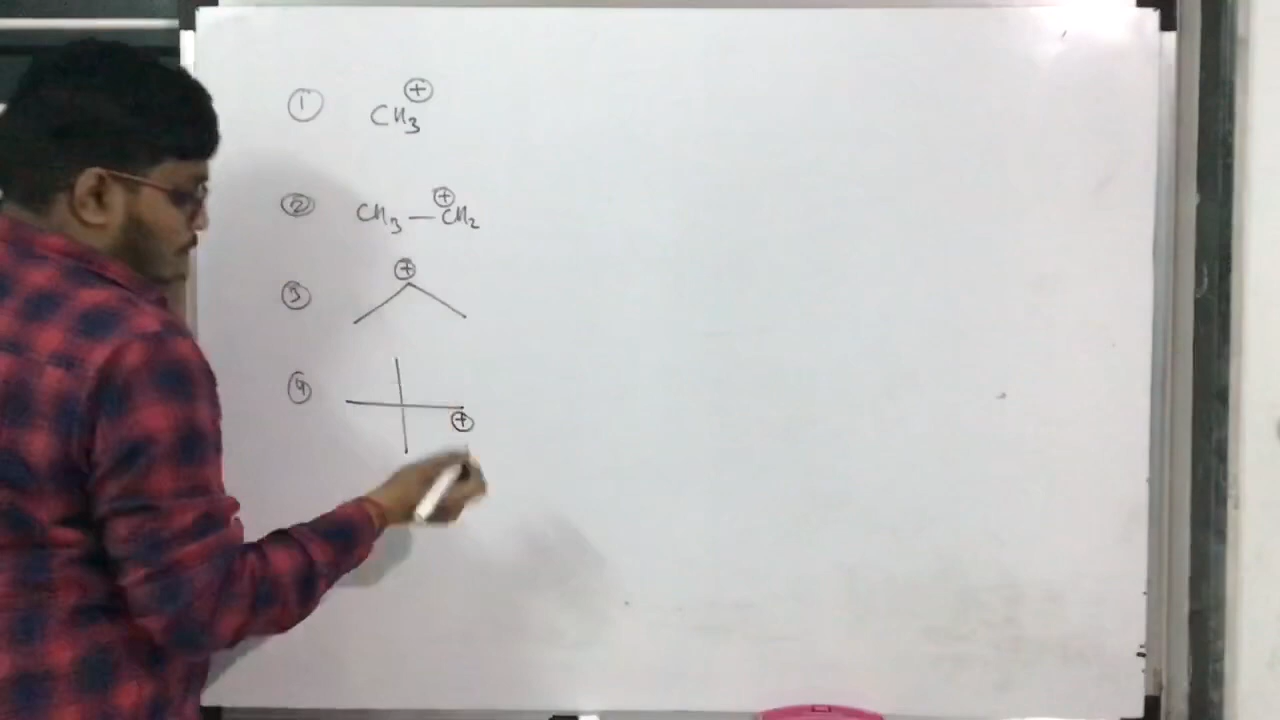 ① CH₃⊕
② CH₃—CH₂⊕
③ ⊕
④ ⊕